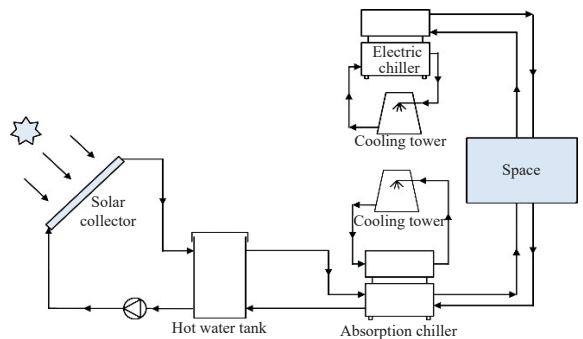 Electric
chiller
Cooling tower
Space
Solar
collector
Cooling tower
Hot water tank
Absorption chiller